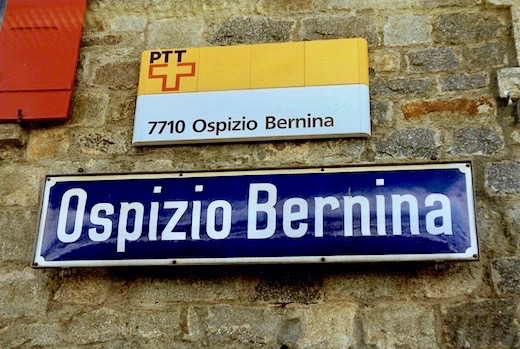 PTT
7710 Ospizio Bernina
Ospizio Bernina